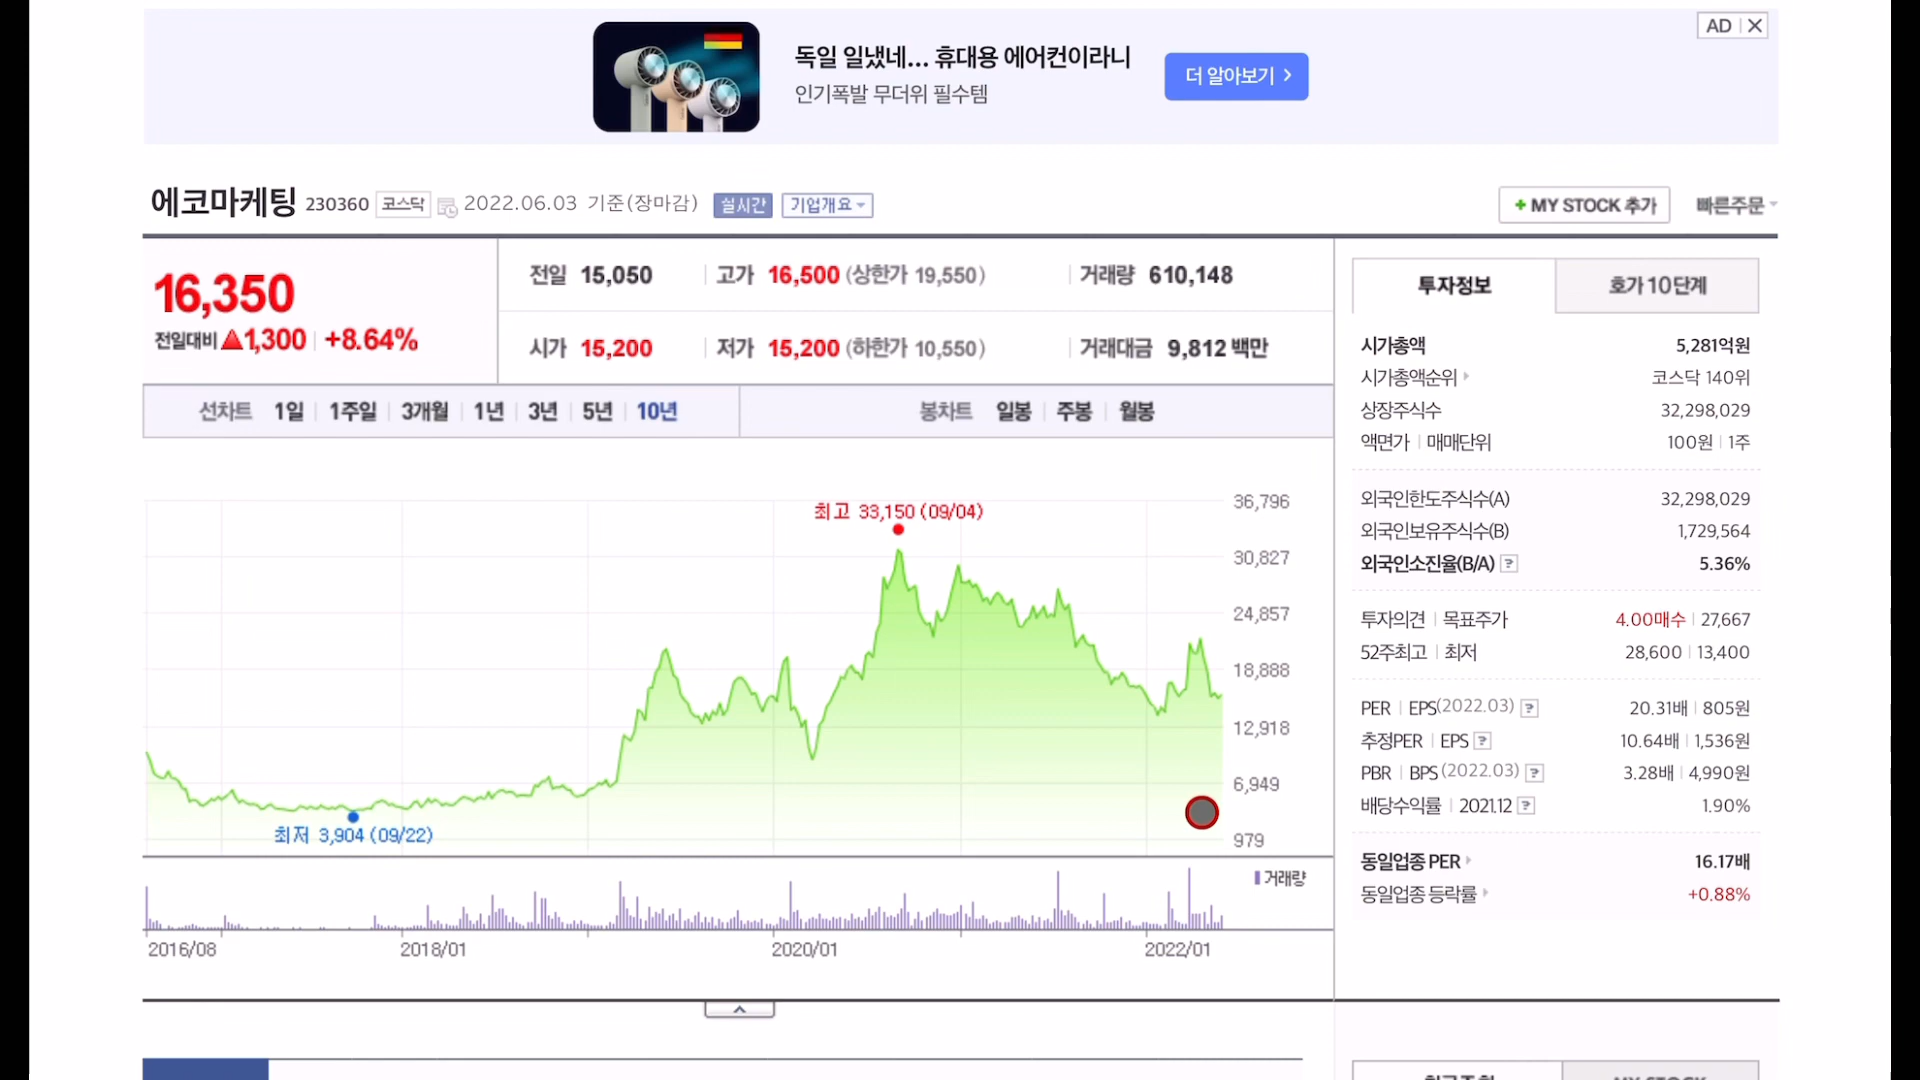 AD
독일 일냈네... 휴대용 에어컨이라니
인기폭발 무더위 필수템
더 알아보기
에코마케팅 230360 코스닥 2022.06.03 기준(장마감) 실시간 기업개요
+ MY STOCK 추가 빠른주문
16,350
전일대비 ▲1,300 +8.64%
전일 15,050 고가 16,500 (상한가 19,550) 거래량 610,148
시가 15,200 저가 15,200 (하한가 10,550) 거래대금 9,812 백만
선차트 1일 1주일 3개월 1년 3년 5년 10년 봉차트 일봉 주봉 월봉
최고 33,150 (09/04)
36,796
30,827
24,857
18,888
12,918
6,949
979
최저 3,904 (09/22)
거래량
2016/08 2018/01 2020/01 2022/01
투자정보 호가 10단계
시가총액 5,281억원
시가총액순위 코스닥 140위
상장주식수 32,298,029
액면가 매매단위 100원 1주
외국인한도주식수(A) 32,298,029
외국인보유주식수(B) 1,729,564
외국인소진율(B/A) ? 5.36%
투자의견 목표주가 4.00매수 27,667
52주최고 최저 28,600 13,400
PER EPS(2022.03) ? 20.31배 805원
추정PER EPS ? 10.64배 1,536원
PBR BPS (2022.03) ? 3.28배 4,990원
배당수익률 2021.12 ? 1.90%
동일업종 PER 16.17배
동일업종 등락률 +0.88%